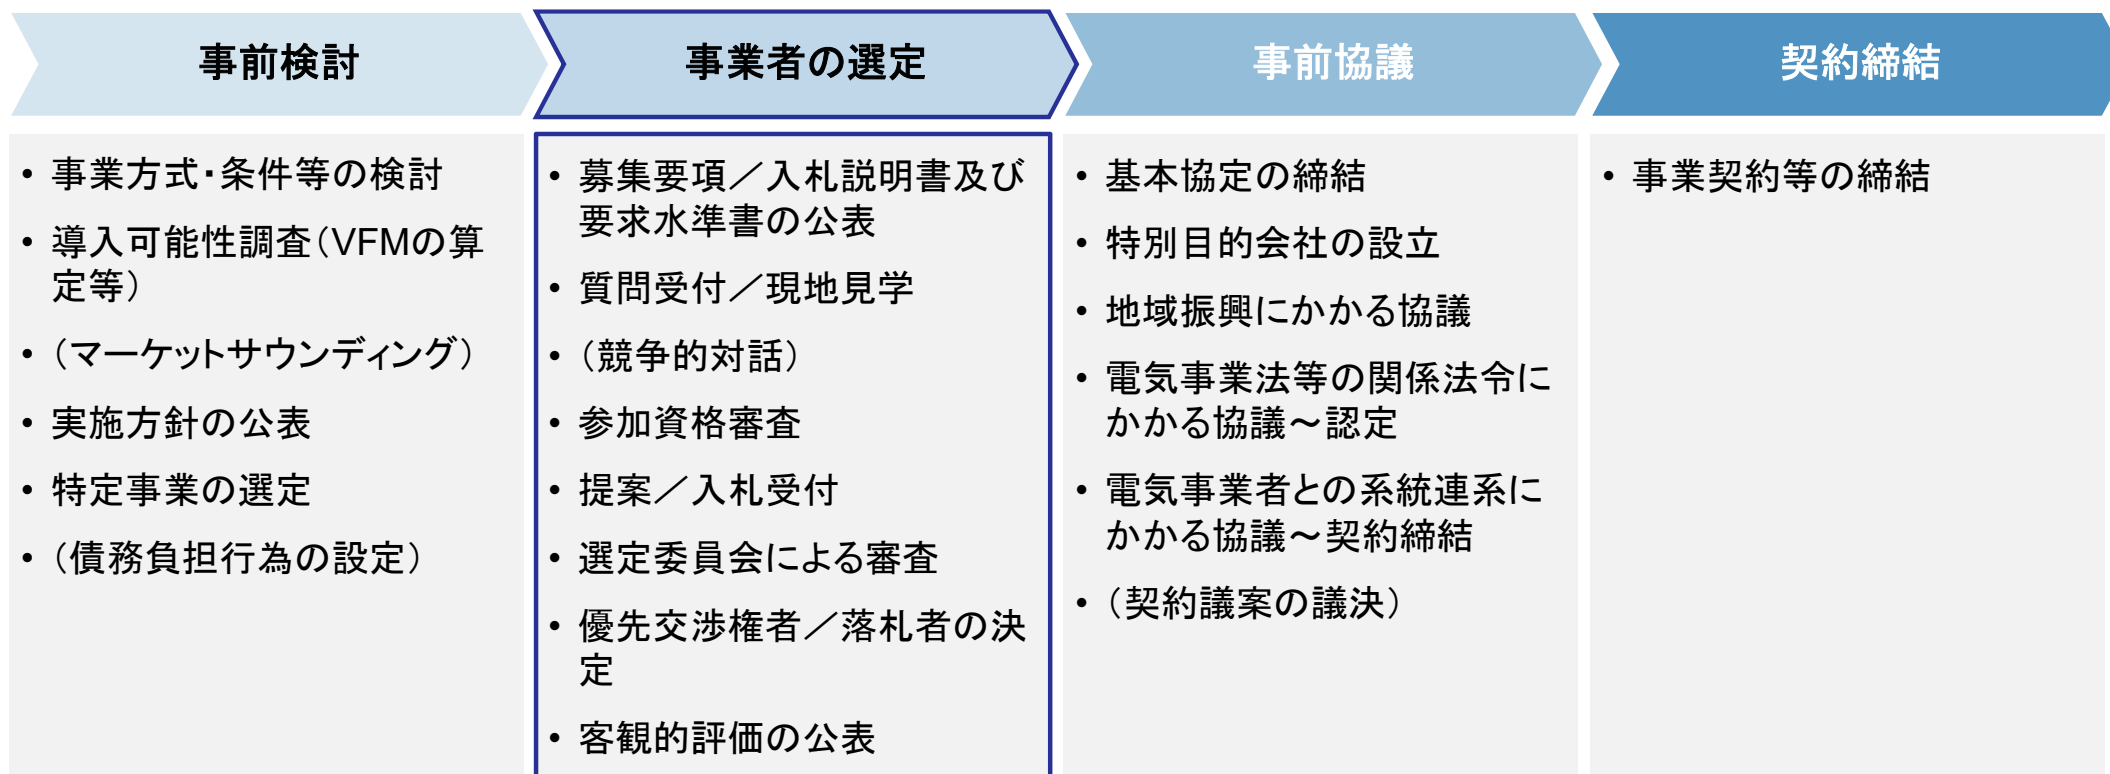 事前検討
事業者の選定
事前協議
契約締結
• 事業方式・条件等の検討
• 導入可能性調査（VFMの算
定等）
• （マーケットサウンディング）
• 実施方針の公表
• 特定事業の選定
• （債務負担行為の設定）
• 募集要項／入札説明書及び
要求水準書の公表
• 質問受付／現地見学
• （競争的対話）
• 参加資格審査
• 提案／入札受付
• 選定委員会による審査
• 優先交渉権者／落札者の決
定
• 客観的評価の公表
• 基本協定の締結
• 特別目的会社の設立
• 地域振興にかかる協議
• 電気事業法等の関係法令に
かかる協議～認定
• 電気事業者との系統連系に
かかる協議～契約締結
• （契約議案の議決）
• 事業契約等の締結